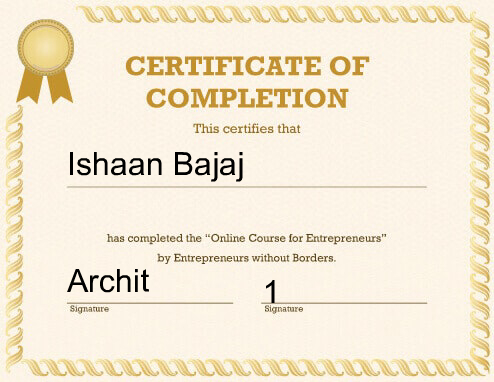 CERTIFICATE OF
COMPLETION
This certifies that
Ishaan Bajaj
has completed the “Online Course for Entrepreneurs”
by Entrepreneurs without Borders.
Archit
1
Signature
Signature